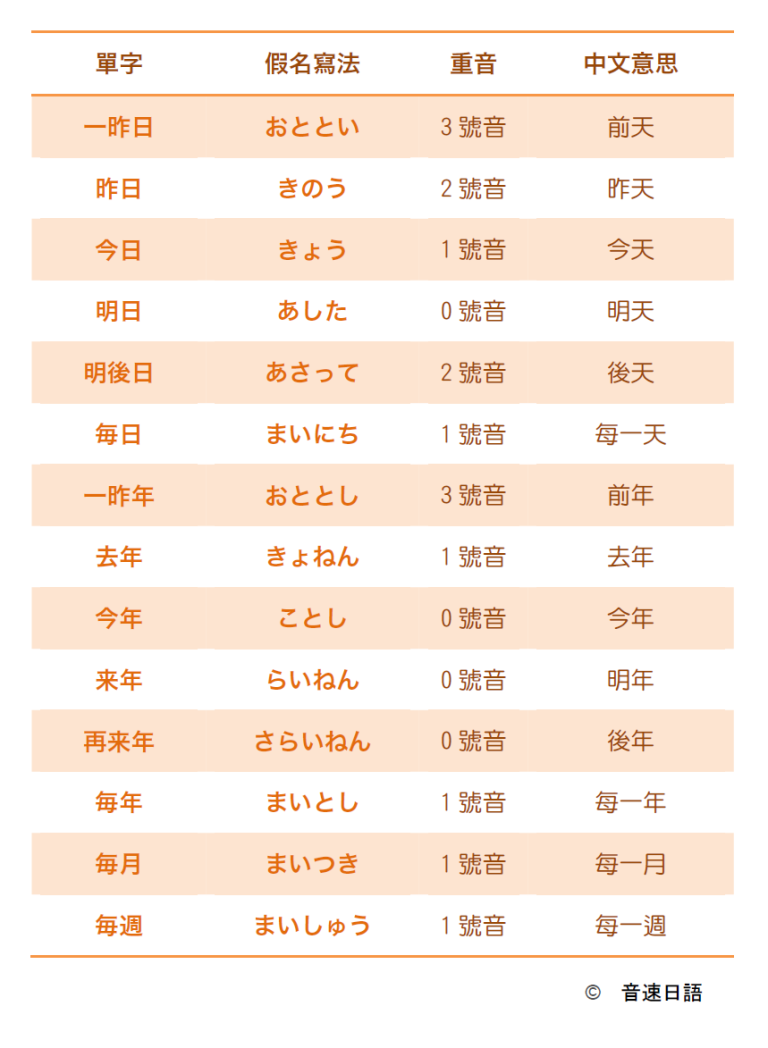 單字 假名寫法 重音 中文意思
一昨日 おととい 3 號音 前天
昨日 きのう 2 號音 昨天
今日 きょう 1 號音 今天
明日 あした 0 號音 明天
明後日 あさって 2 號音 後天
毎日 まいにち 1 號音 每一天
一昨年 おととし 3 號音 前年
去年 きょねん 1 號音 去年
今年 ことし 0 號音 今年
来年 らいねん 0 號音 明年
再来年 さらいねん 0 號音 後年
毎年 まいとし 1 號音 每一年
毎月 まいつき 1 號音 每一月
毎週 まいしゅう 1 號音 每一週
© 音速日語